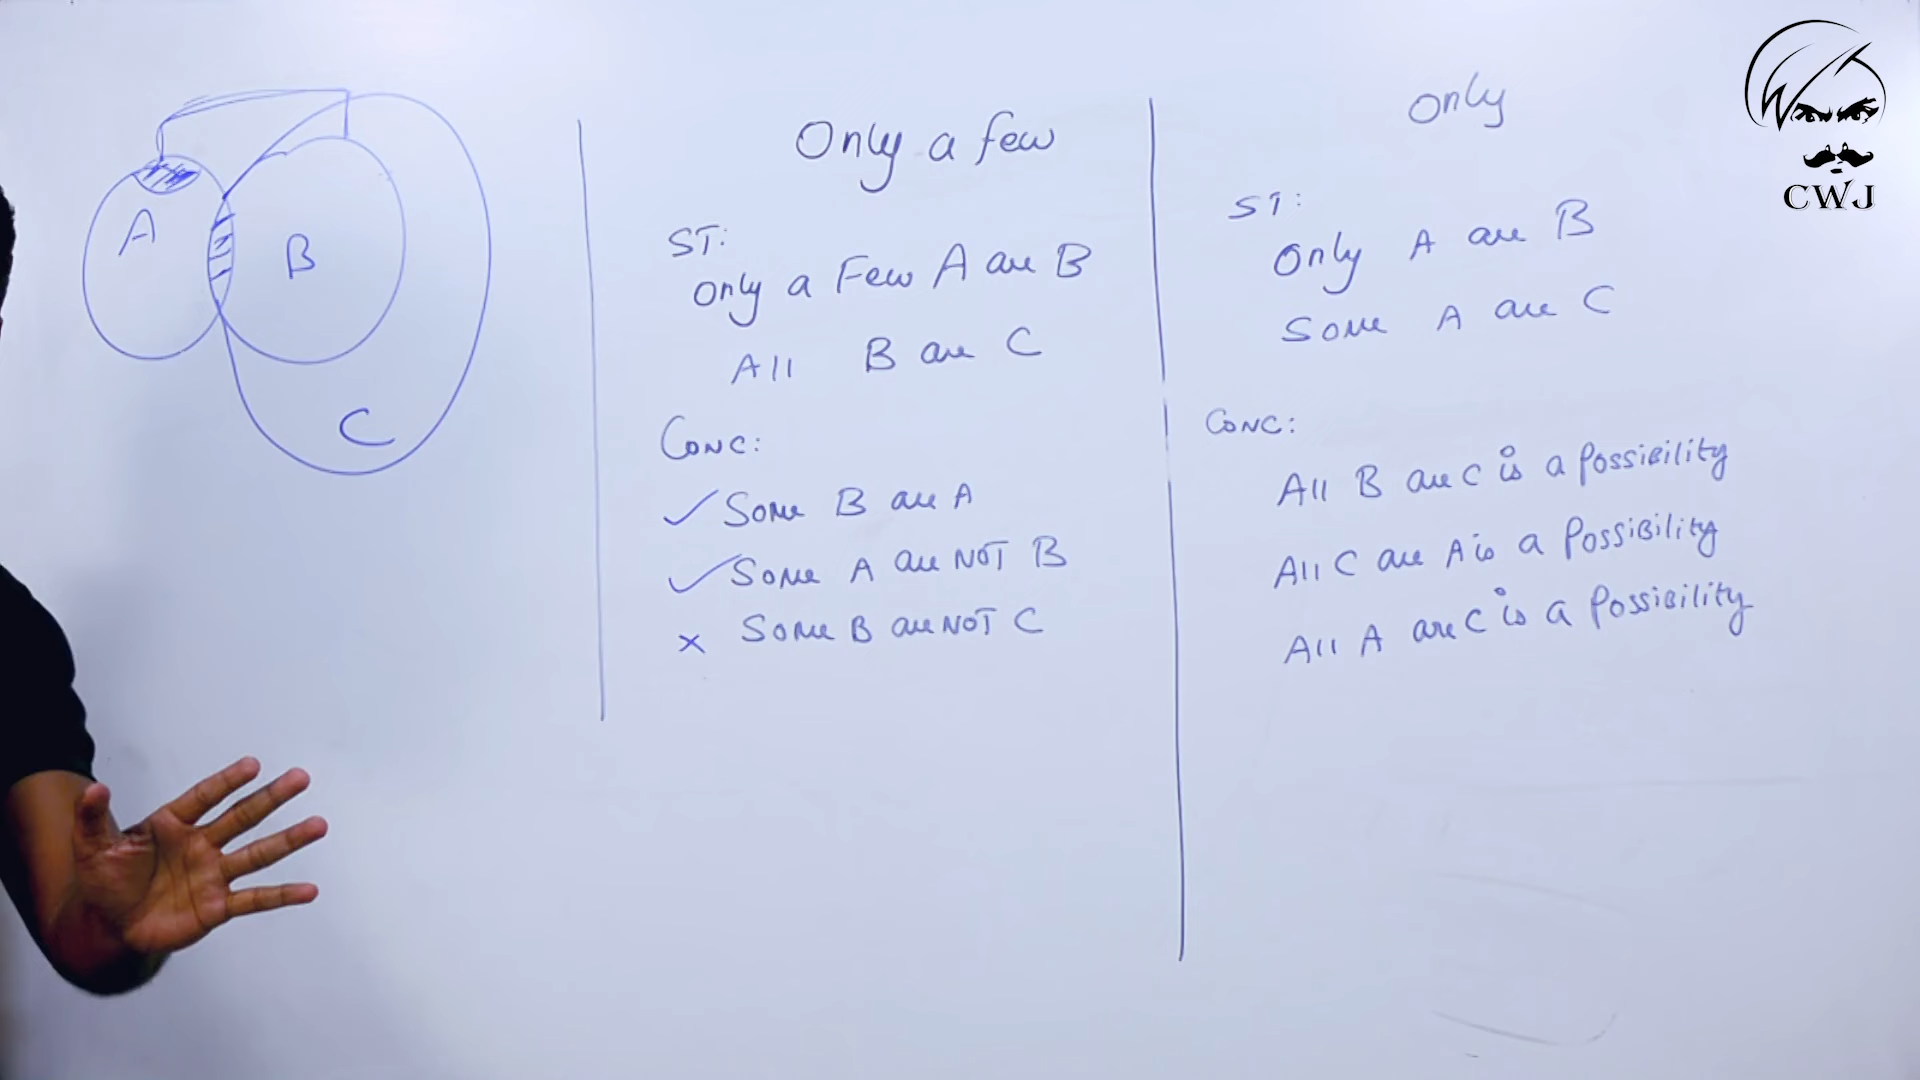 A
B
C
Only a few
ST:
Only a Few A are B
All B are C
CONC:
✓ Some B are A
✓ Some A are NOT B
× Some B are NOT C
only
ST:
Only A are B
Some A are C
CONC:
All B are C is a Possibility
All C are A is a Possibility
All A are C is a Possibility
CWJ